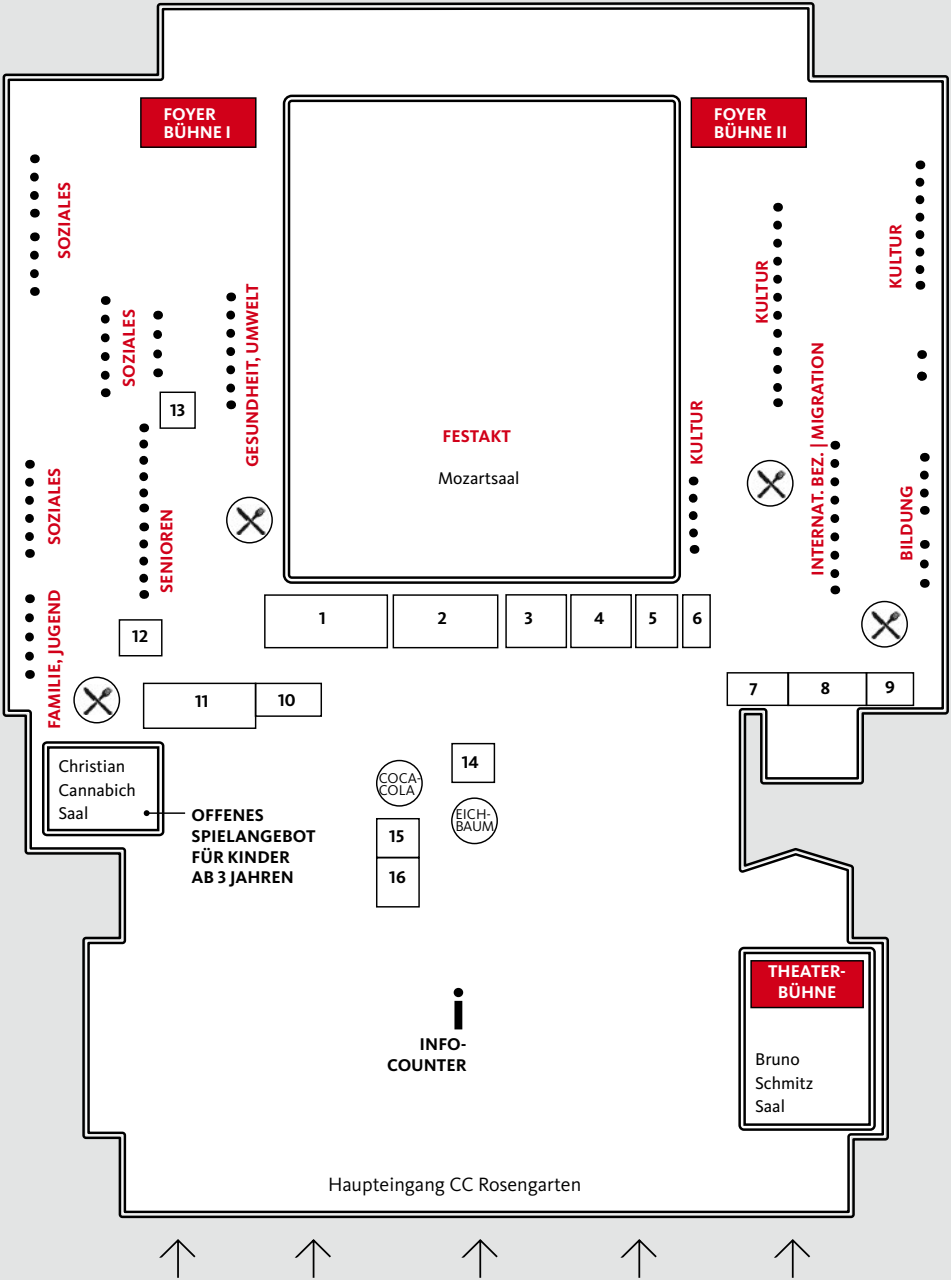 FOYER
BÜHNE I
FOYER
BÜHNE II
SOZIALES
SOZIALES
GESUNDHEIT, UMWELT
KULTUR
KULTUR
13
FESTAKT
Mozartsaal
KULTUR
INTERNAT. BEZ. | MIGRATION
SOZIALES
SENIOREN
BILDUNG
FAMILIE, JUGEND
12
1
2
3
4
5
6
11
10
7
8
9
Christian
Cannabich
Saal
OFFENES
SPIELANGEBOT
FÜR KINDER
AB 3 JAHREN
COCA-
COLA
14
EICH-
BAUM
15
16
THEATER-
BÜHNE
Bruno
Schmitz
Saal
i
INFO-
COUNTER
Haupteingang CC Rosengarten